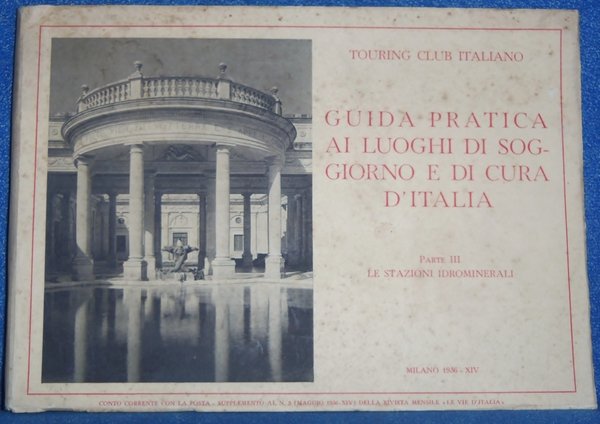 TOURING CLUB ITALIANO
GUIDA PRATICA
AI LUOGHI DI SOG-
GIORNO E DI CURA
D'ITALIA
PARTE III
LE STAZIONI IDROMINERALI
MILANO 1936 - XIV
CONTO CORRENTE CON LA POSTA - SUPPLEMENTO AL N. 5 (MAGGIO 1936-XIV) DELLA RIVISTA MENSILE «LE VIE D'ITALIA»